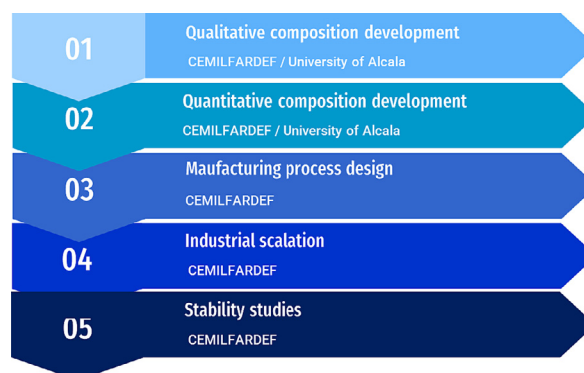 01
Qualitative composition development
CEMILFARDEF / University of Alcala
02
Quantitative composition development
CEMILFARDEF / University of Alcala
03
Maufacturing process design
CEMILFARDEF
04
Industrial scalation
CEMILFARDEF
05
Stability studies
CEMILFARDEF